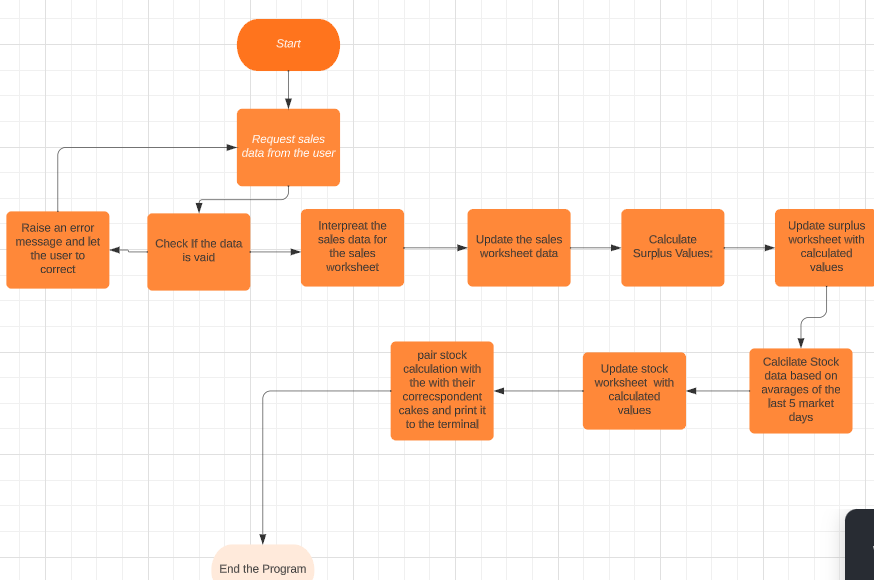 Start
Request sales
data from the user
Raise an error
message and let
the user to
correct
Check If the data
is vaid
Interpreat the
sales data for
the sales
worksheet
Update the sales
worksheet data
Calculate
Surplus Values;
Update surplus
worksheet with
calculated
values
pair stock
calculation with
the with their
correcspondent
cakes and print it
to the terminal
Update stock
worksheet with
calculated
values
Calcilate Stock
data based on
avarages of the
last 5 market
days
End the Program